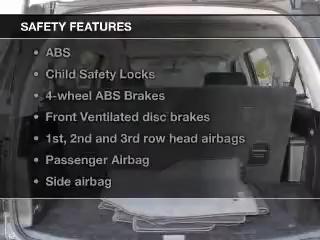 SAFETY FEATURES
• ABS
• Child Safety Locks
• 4-wheel ABS Brakes
• Front Ventilated disc brakes
• 1st, 2nd and 3rd row head airbags
• Passenger Airbag
• Side airbag